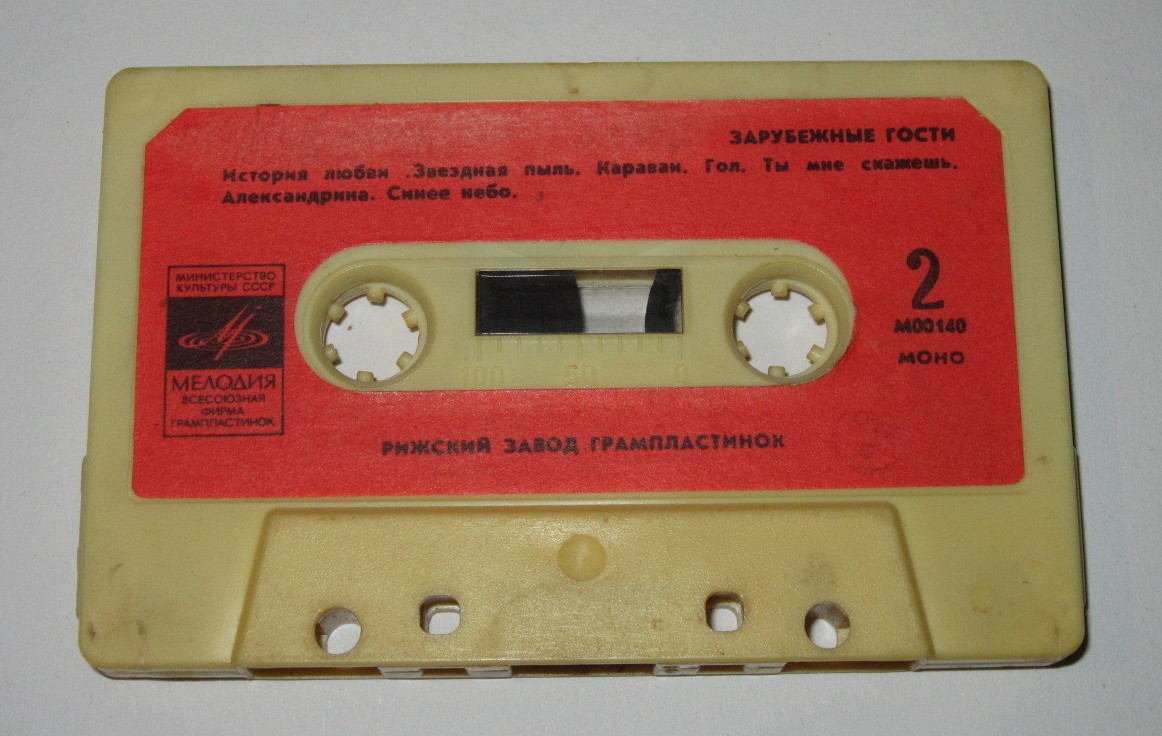 ЗАРУБЕЖНЫЕ ГОСТИ
История любви .Звездная пыль. Караван. Гол. Ты мне скажешь.
Александрина. Синее небо.
МИНИСТЕРСТВО
КУЛЬТУРЫ СССР
МЕЛОДИЯ
ВСЕСОЮЗНАЯ
ФИРМА
ГРАМПЛАСТИНОК
2
М00140
МОНО
100 50 0
РИЖСКИЙ ЗАВОД ГРАМПЛАСТИНОК